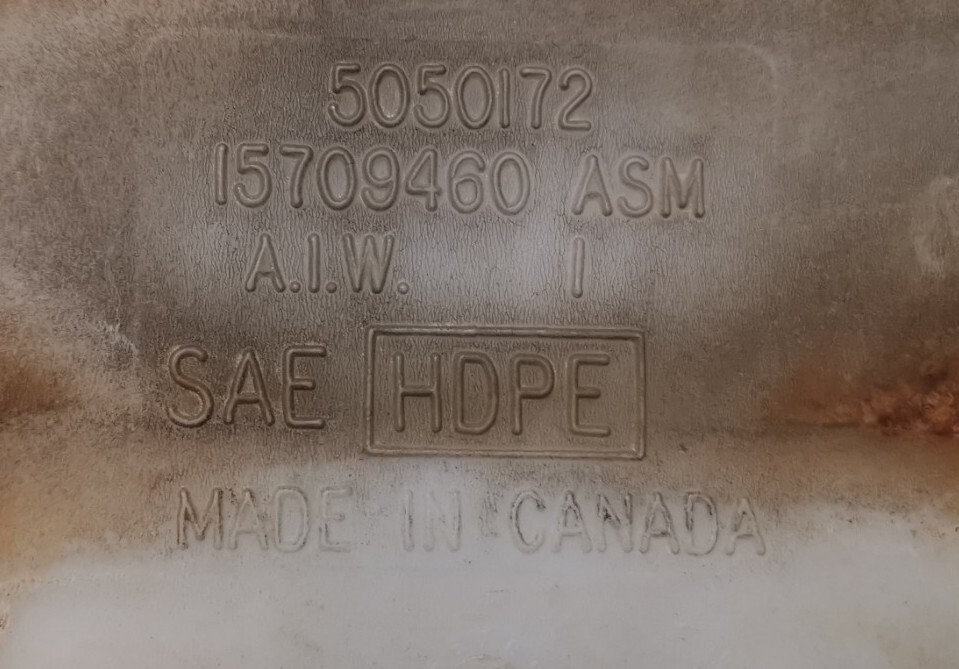 5050172
15709460 ASM
A.I.W. 1
SAE HDPE
MADE IN CANADA